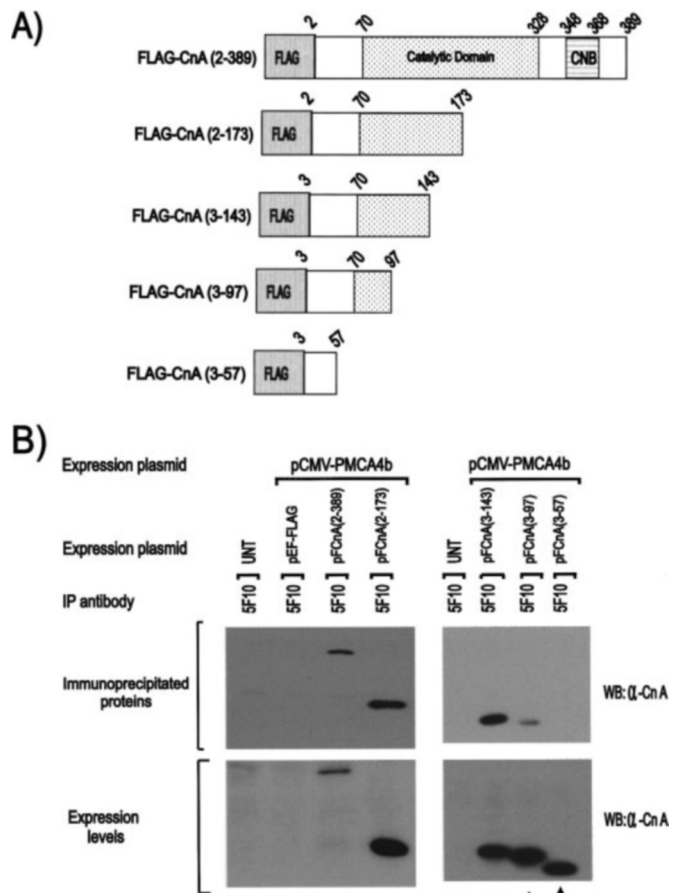 A)
2 70 328 348 368 389
FLAG-CnA (2-389) FLAG Catalytic Domain CNB
2 70 173
FLAG-CnA (2-173) FLAG
3 70 143
FLAG-CnA (3-143) FLAG
3 70 97
FLAG-CnA (3-97) FLAG
3 57
FLAG-CnA (3-57) FLAG
B)
Expression plasmid pCMV-PMCA4b pCMV-PMCA4b
Expression plasmid UNT pEF-FLAG pFCnA(2-389) pFCnA(2-173) UNT pFCnA(3-143) pFCnA(3-97) pFCnA(3-57)
IP antibody 5F10 5F10 5F10 5F10 5F10 5F10 5F10 5F10
Immunoprecipitated
proteins
WB: α-Cn A
Expression
levels
WB: α-Cn A